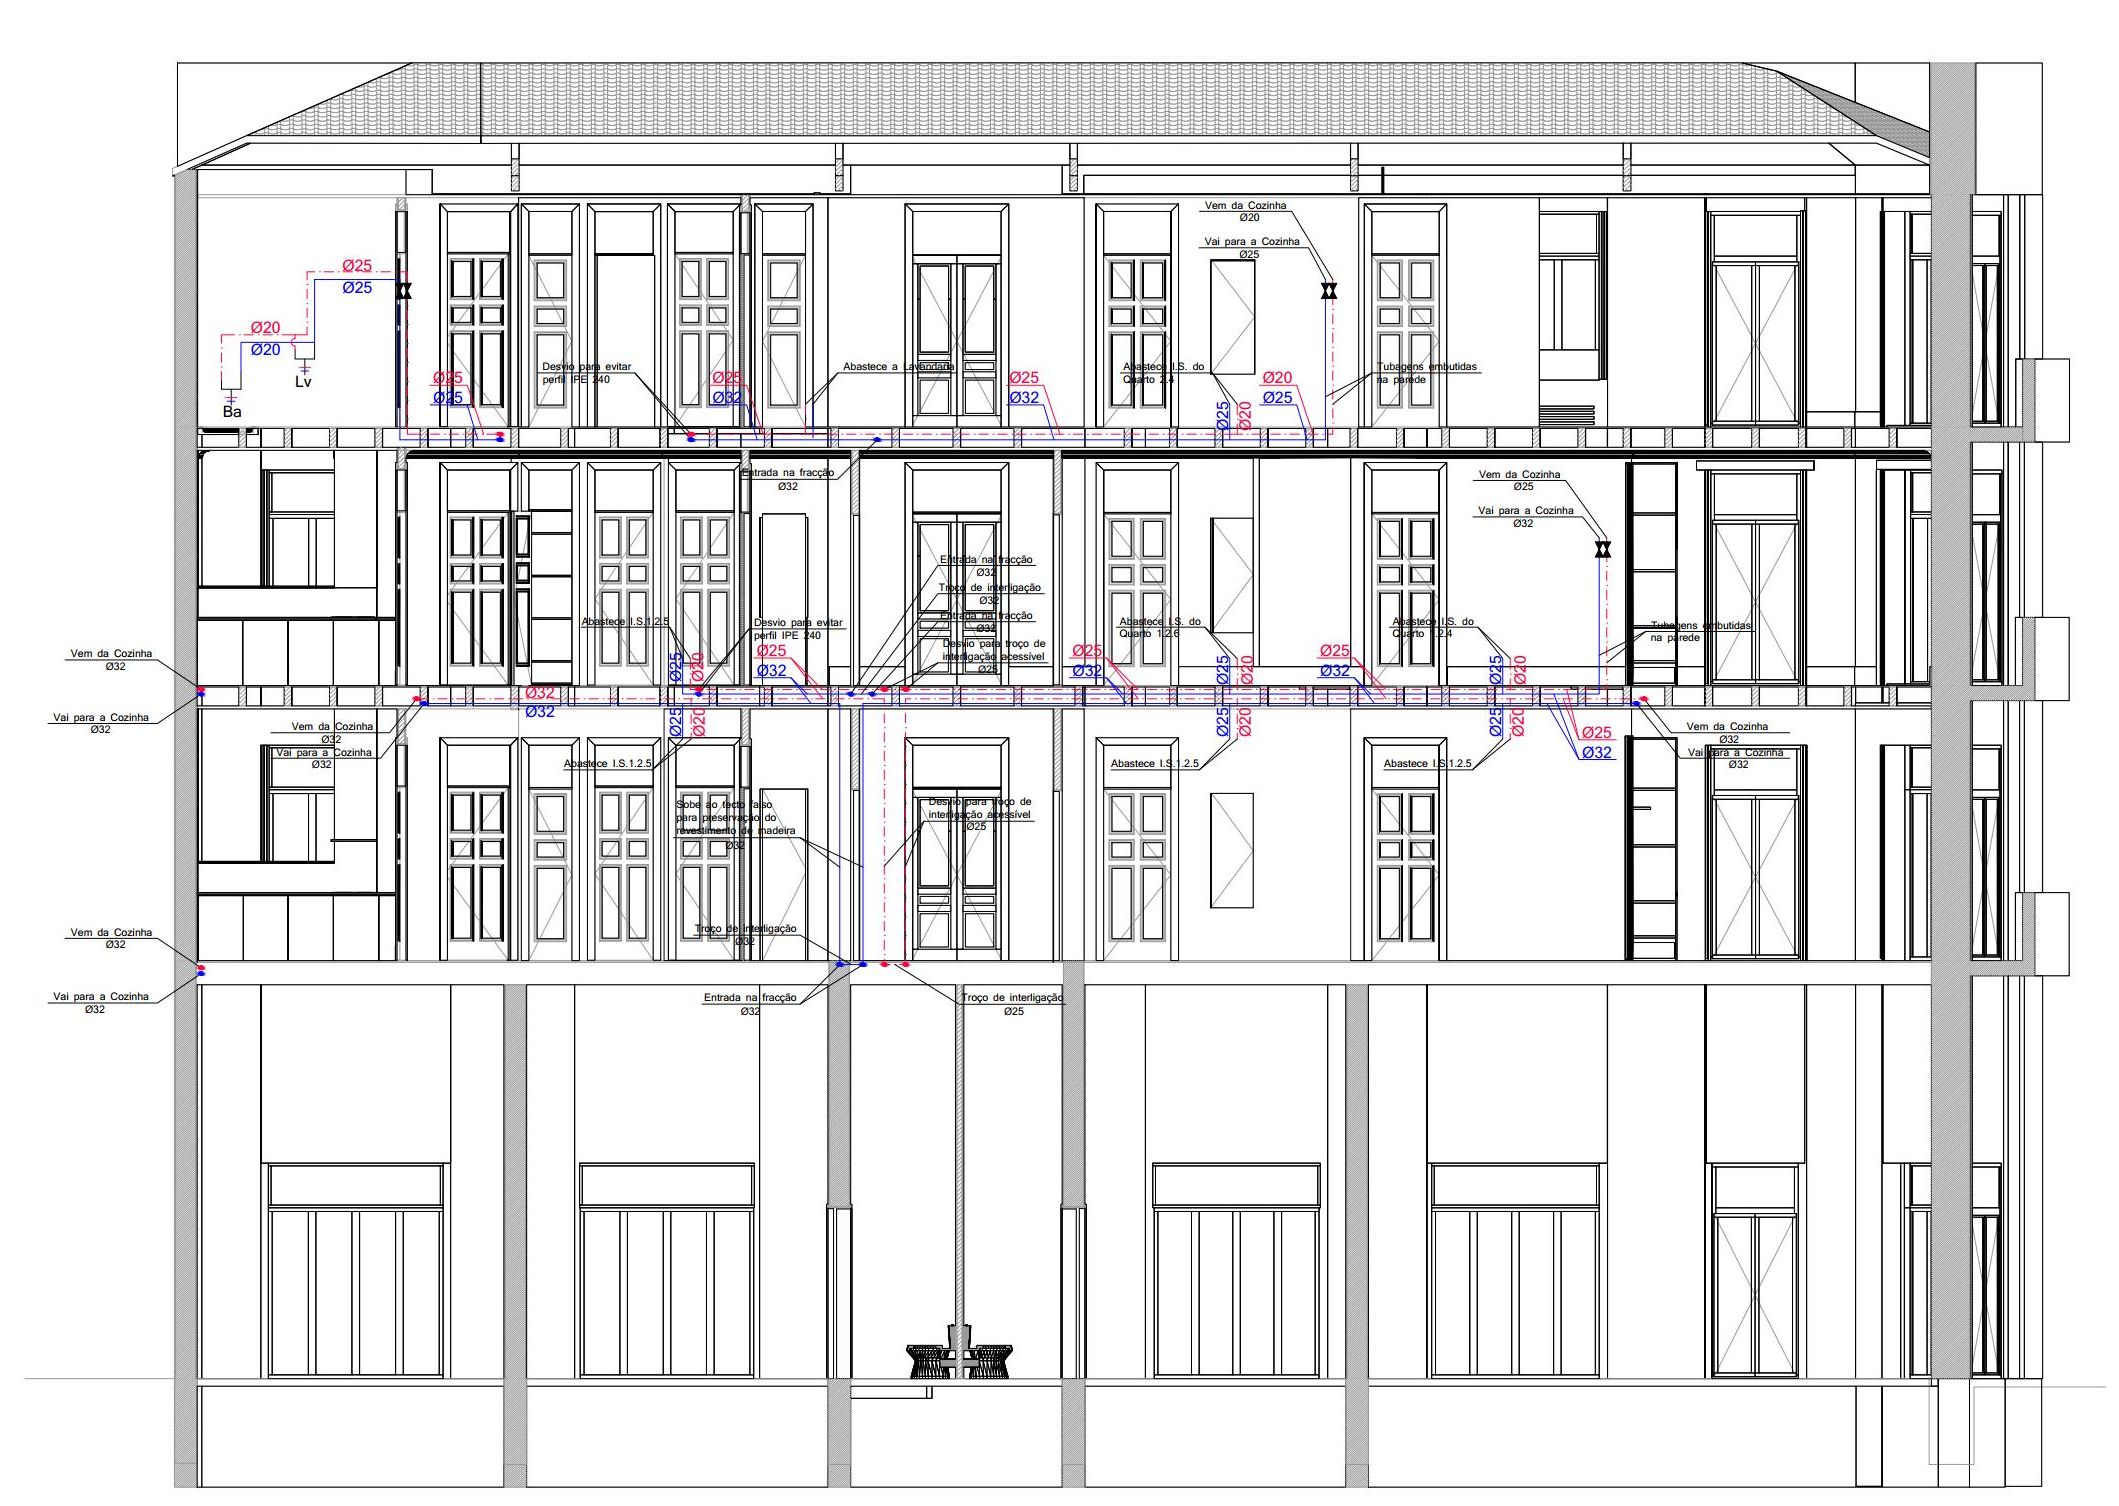 Vem da Cozinha
Ø20
Vai para a Cozinha
Ø25
Ø25
Ø25
Ø20
Ø20
Lv
Ba
Desvio para evitar
perfil IPE 240
Abastece a Lavandaria
Abastece I.S. do
Quarto 2.4
Tubagens embutidas
na parede
Ø25
Ø25
Ø25
Ø32
Ø25
Ø32
Ø20
Ø25
Ø25
Ø20
Entrada na fracção
Ø32
Vem da Cozinha
Ø25
Vai para a Cozinha
Ø32
Entrada na fracção
Ø32
Troço de interligação
Ø32
Entrada na fracção
Ø32
Desvio para troço de
interligação acessível
Ø25
Abastece I.S.1.2.5
Desvio para evitar
perfil IPE 240
Abastece I.S. do
Quarto 1.2.6
Abastece I.S. do
Quarto 1.2.4
Tubagens embutidas
na parede
Vem da Cozinha
Ø32
Vai para a Cozinha
Ø32
Ø25
Ø20
Ø25
Ø32
Ø25
Ø32
Ø25
Ø20
Ø25
Ø32
Ø25
Ø20
Ø32
Ø32
Ø25
Ø20
Ø25
Ø20
Ø25
Ø20
Ø25
Ø32
Vem da Cozinha
Ø32
Vai para a Cozinha
Ø32
Vem da Cozinha
Ø32
Vai para a Cozinha
Ø32
Abastece I.S.1.2.5
Abastece I.S.1.2.5
Abastece I.S.1.2.5
Sobe ao tecto falso
para preservação do
revestimento de madeira
Ø32
Desvio para troço de
interligação acessível
Ø25
Vem da Cozinha
Ø32
Vai para a Cozinha
Ø32
Troço de interligação
Ø32
Entrada na fracção
Ø32
Troço de interligação
Ø25